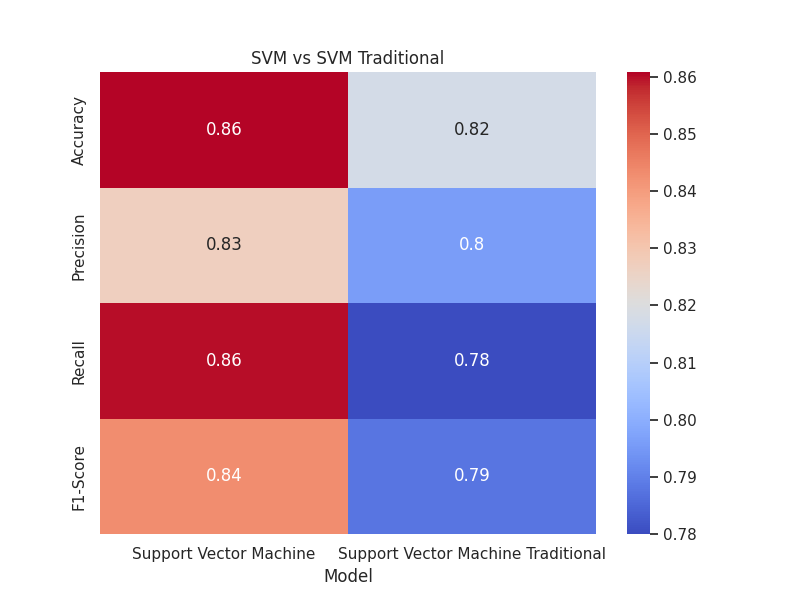 SVM vs SVM Traditional
Accuracy
0.86
0.82
Precision
0.83
0.8
Recall
0.86
0.78
F1-Score
0.84
0.79
Support Vector Machine
Support Vector Machine Traditional
Model
0.86
0.85
0.84
0.83
0.82
0.81
0.80
0.79
0.78